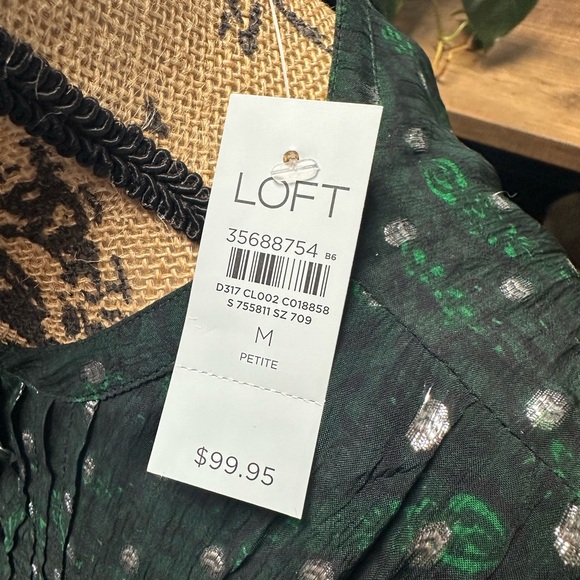 LOFT
35688754 B6
D317 CL002 C018858
S 755811 SZ 709
M
PETITE
$99.95